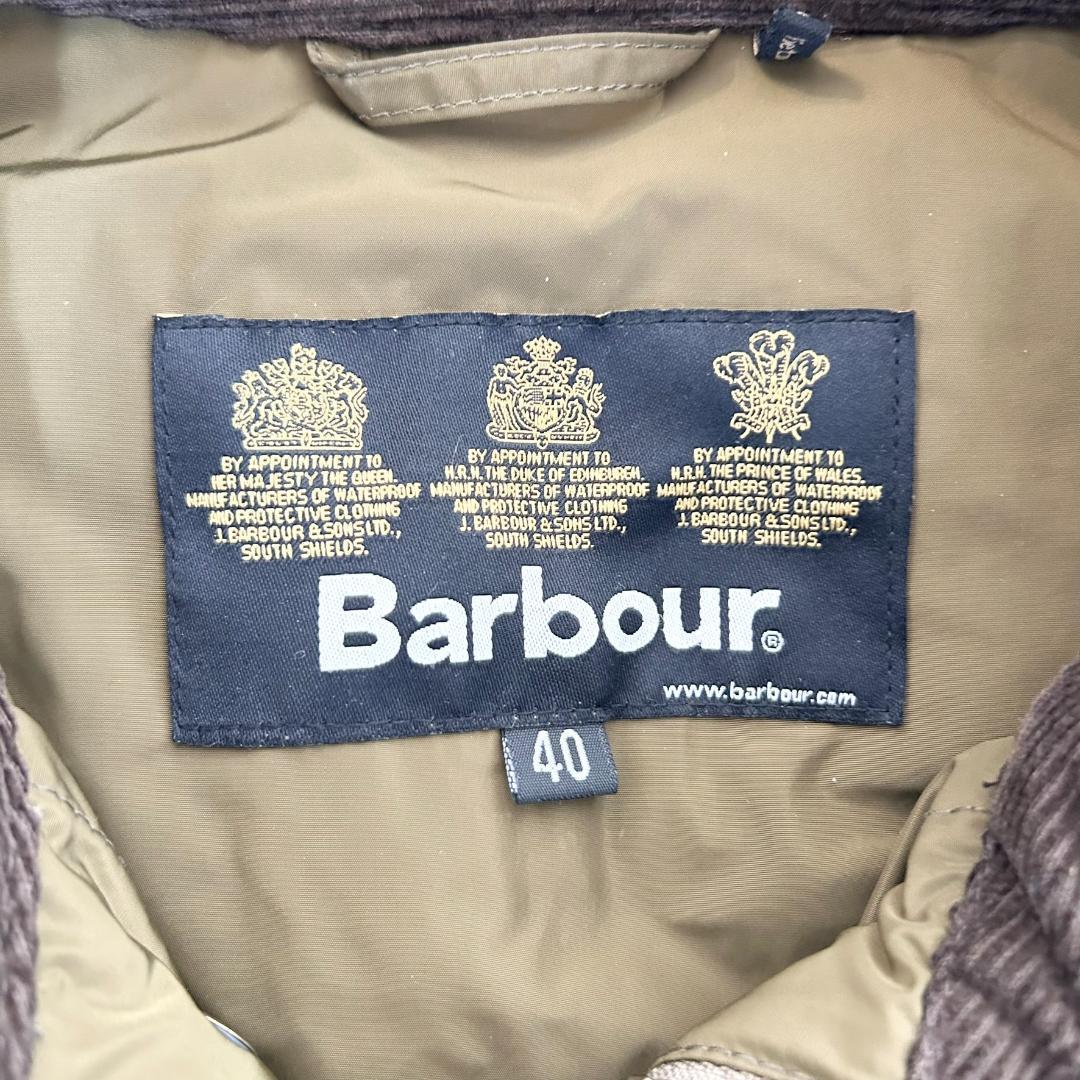 BY APPOINTMENT TO
HER MAJESTY THE QUEEN.
MANUFACTURERS OF WATERPROOF
AND PROTECTIVE CLOTHING
J. BARBOUR & SONS LTD.,
SOUTH SHIELDS.
BY APPOINTMENT TO
H.R.H. THE DUKE OF EDINBURGH.
MANUFACTURERS OF WATERPROOF
AND PROTECTIVE CLOTHING
J. BARBOUR & SONS LTD.,
SOUTH SHIELDS.
BY APPOINTMENT TO
H.R.H. THE PRINCE OF WALES.
MANUFACTURERS OF WATERPROOF
AND PROTECTIVE CLOTHING
J. BARBOUR & SONS LTD.,
SOUTH SHIELDS.
Barbour®
www.barbour.com
40